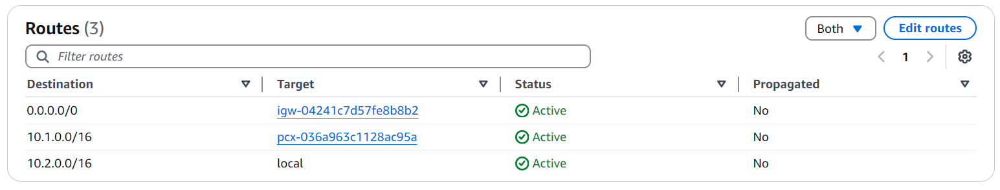 Routes (3)
Both
Edit routes
Filter routes
1
Destination Target Status Propagated
0.0.0.0/0 igw-04241c7d57fe8b8b2 Active No
10.1.0.0/16 pcx-036a963c1128ac95a Active No
10.2.0.0/16 local Active No